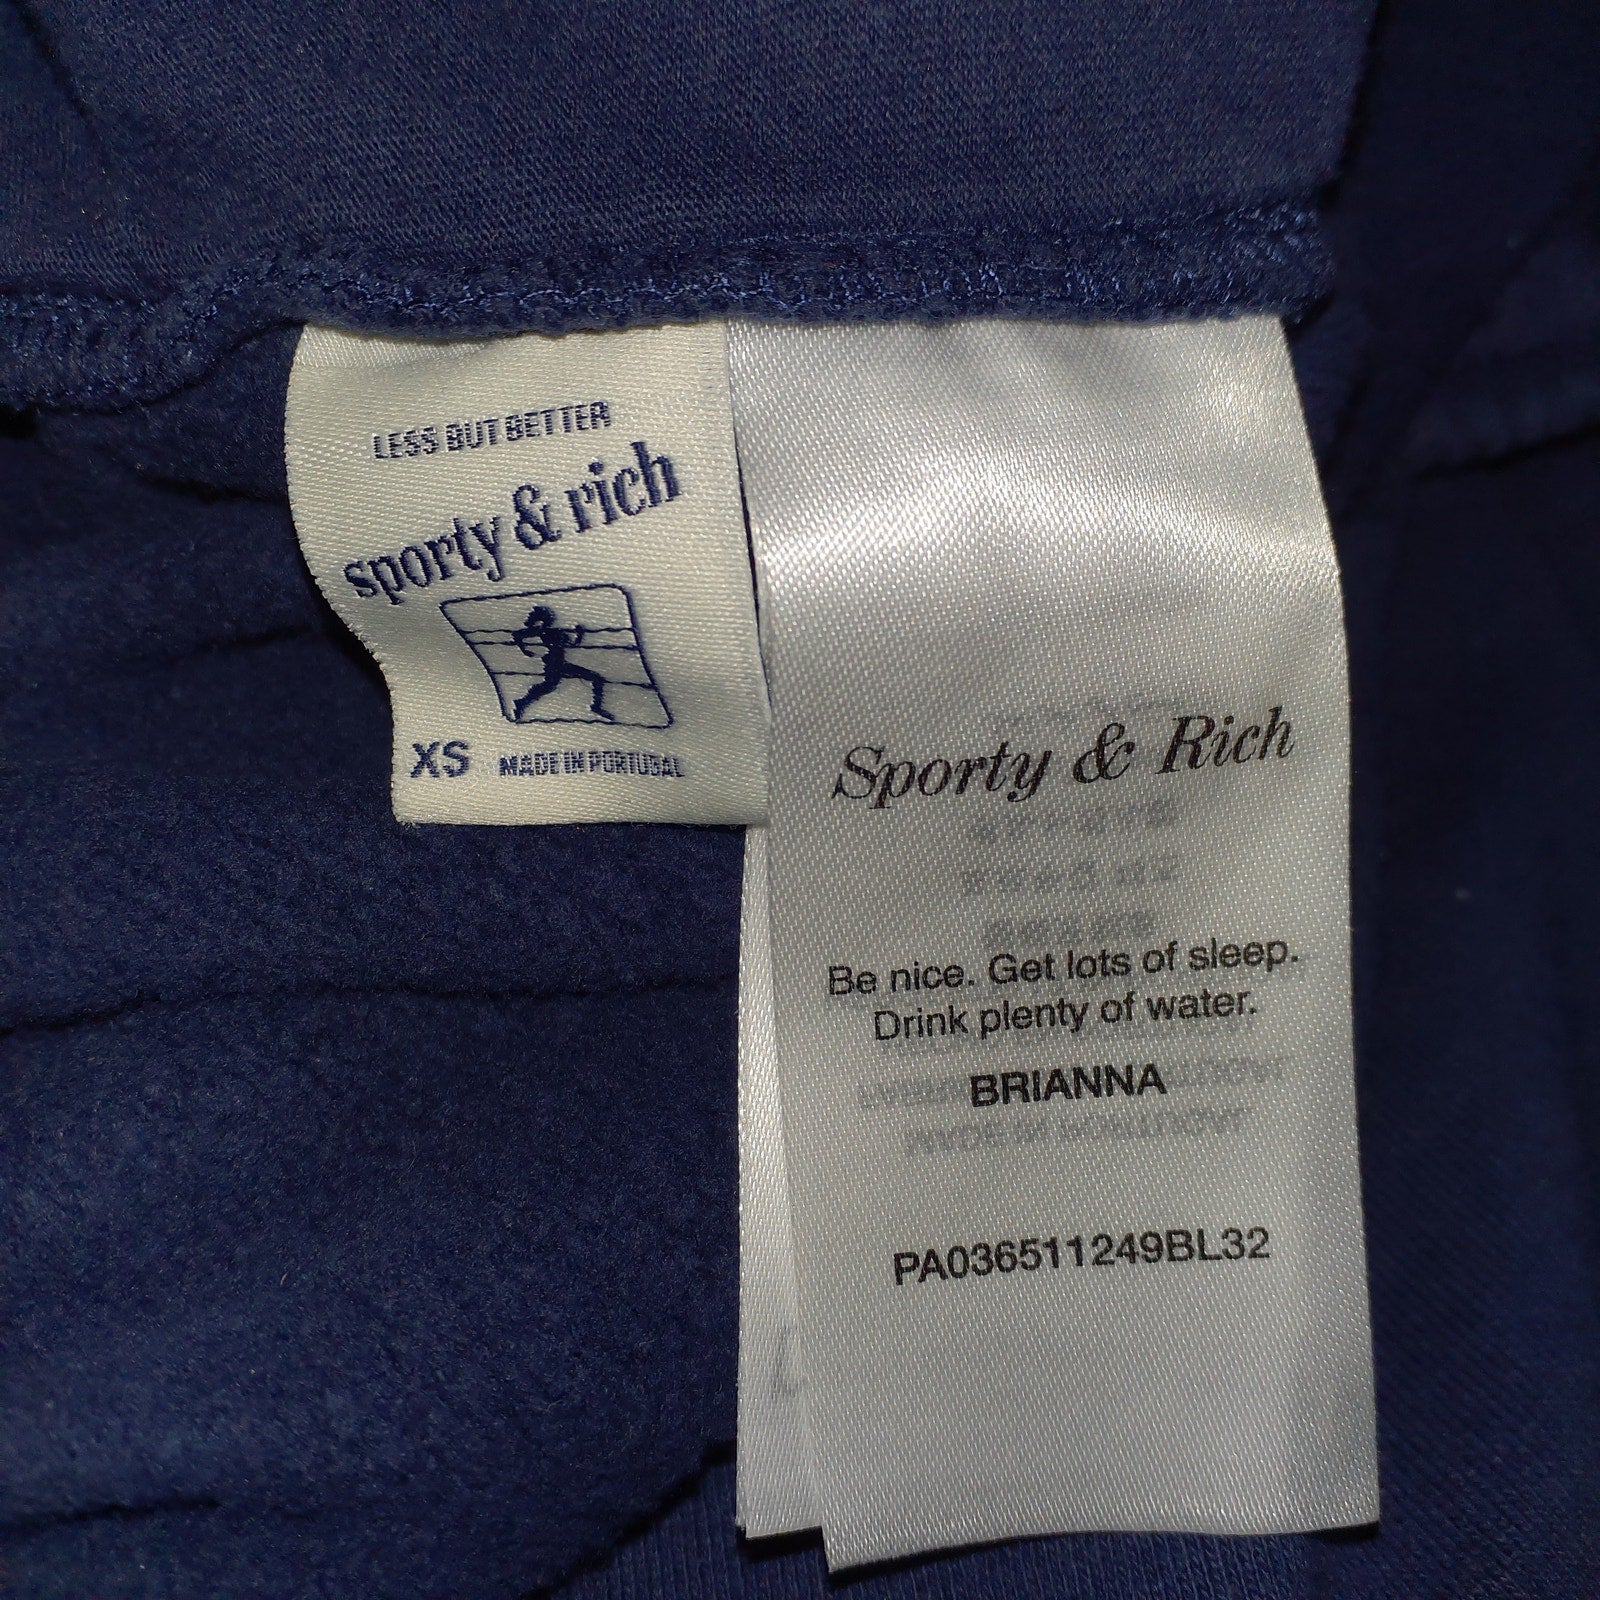 LESS BUT BETTER
sporty & rich
XS MADE IN PORTUGAL
Sporty & Rich
Be nice. Get lots of sleep.
Drink plenty of water.
BRIANNA
PA036511249BL32